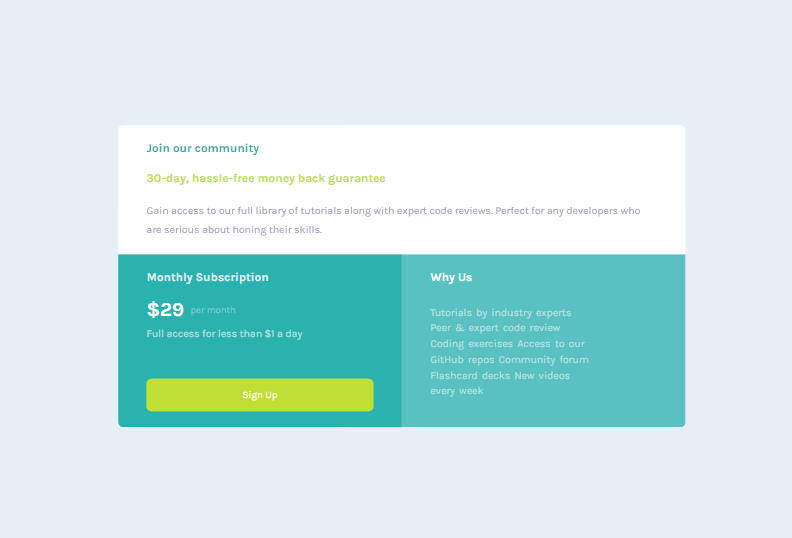 Join our community
30-day, hassle-free money back guarantee
Gain access to our full library of tutorials along with expert code reviews. Perfect for any developers who
are serious about honing their skills.
Monthly Subscription
$29 per month
Full access for less than $1 a day
Sign Up
Why Us
Tutorials by industry experts
Peer & expert code review
Coding exercises Access to our
GitHub repos Community forum
Flashcard decks New videos
every week